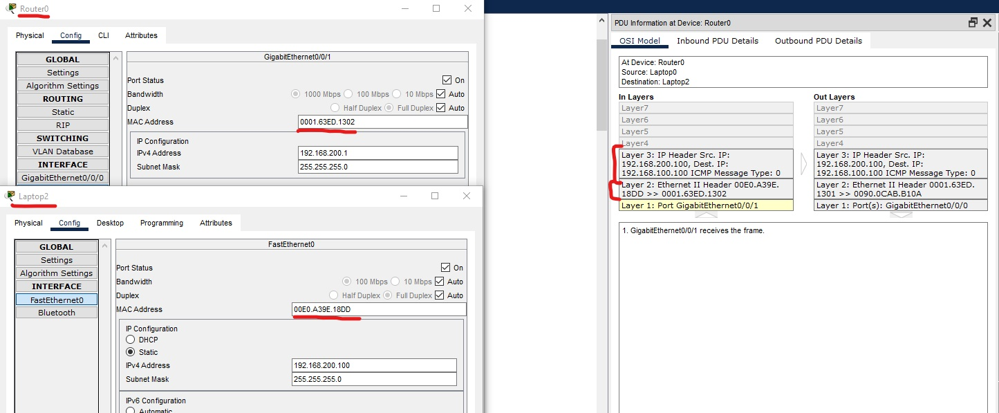 Router0
Physical Config CLI Attributes
GLOBAL
Settings
Algorithm Settings
ROUTING
Static
RIP
SWITCHING
VLAN Database
INTERFACE
GigabitEthernet0/0/0
GigabitEthernet0/0/1
Port Status On
Bandwidth 1000 Mbps 100 Mbps 10 Mbps Auto
Duplex Half Duplex Full Duplex Auto
MAC Address 0001.63ED.1302
IP Configuration
IPv4 Address 192.168.200.1
Subnet Mask 255.255.255.0
Laptop2
Physical Config Desktop Programming Attributes
GLOBAL
Settings
Algorithm Settings
INTERFACE
FastEthernet0
Bluetooth
FastEthernet0
Port Status On
Bandwidth 100 Mbps 10 Mbps Auto
Duplex Half Duplex Full Duplex Auto
MAC Address 00E0.A39E.18DD
IP Configuration
DHCP
Static
IPv4 Address 192.168.200.100
Subnet Mask 255.255.255.0
IPv6 Configuration
Automatic
PDU Information at Device: Router0
OSI Model Inbound PDU Details Outbound PDU Details
At Device: Router0
Source: Laptop0
Destination: Laptop2
In Layers
Layer7
Layer6
Layer5
Layer4
Layer 3: IP Header Src. IP:
192.168.200.100, Dest. IP:
192.168.100.100 ICMP Message Type: 0
Layer 2: Ethernet II Header 00E0.A39E.
18DD >> 0001.63ED.1302
Layer 1: Port GigabitEthernet0/0/1
Out Layers
Layer7
Layer6
Layer5
Layer4
Layer 3: IP Header Src. IP:
192.168.200.100, Dest. IP:
192.168.100.100 ICMP Message Type: 0
Layer 2: Ethernet II Header 0001.63ED.
1301 >> 0090.0CAB.B10A
Layer 1: Port(s): GigabitEthernet0/0/0
1. GigabitEthernet0/0/1 receives the frame.